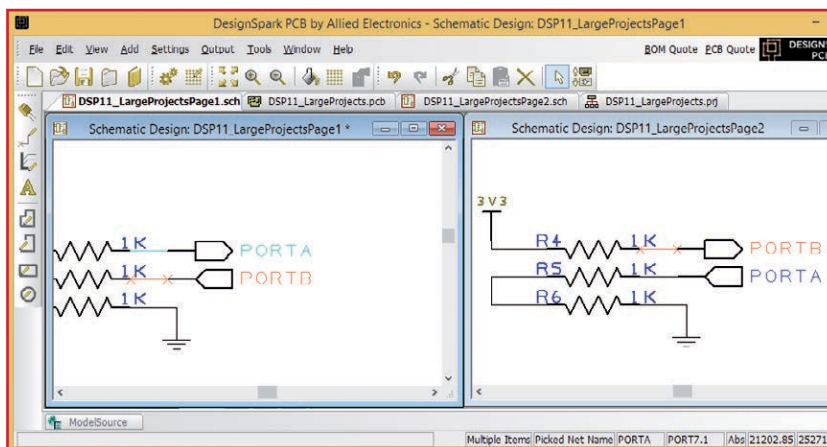 DesignSpark PCB by Allied Electronics - Schematic Design: DSP11_LargeProjectsPage1
File Edit View Add Settings Output Tools Window Help
BOM Quote PCB Quote
DSP11_LargeProjectsPage1.sch DSP11_LargeProjects.pcb DSP11_LargeProjectsPage2.sch DSP11_LargeProjects.prj
Schematic Design: DSP11_LargeProjectsPage1 *
1K PORTA
1K PORTB
1K
Schematic Design: DSP11_LargeProjectsPage2
3V3
R4 1K PORTB
R5 1K PORTA
R6 1K
ModelSource
Multiple Items Picked Net Name PORTA PORT7.1 Abs 21202.85